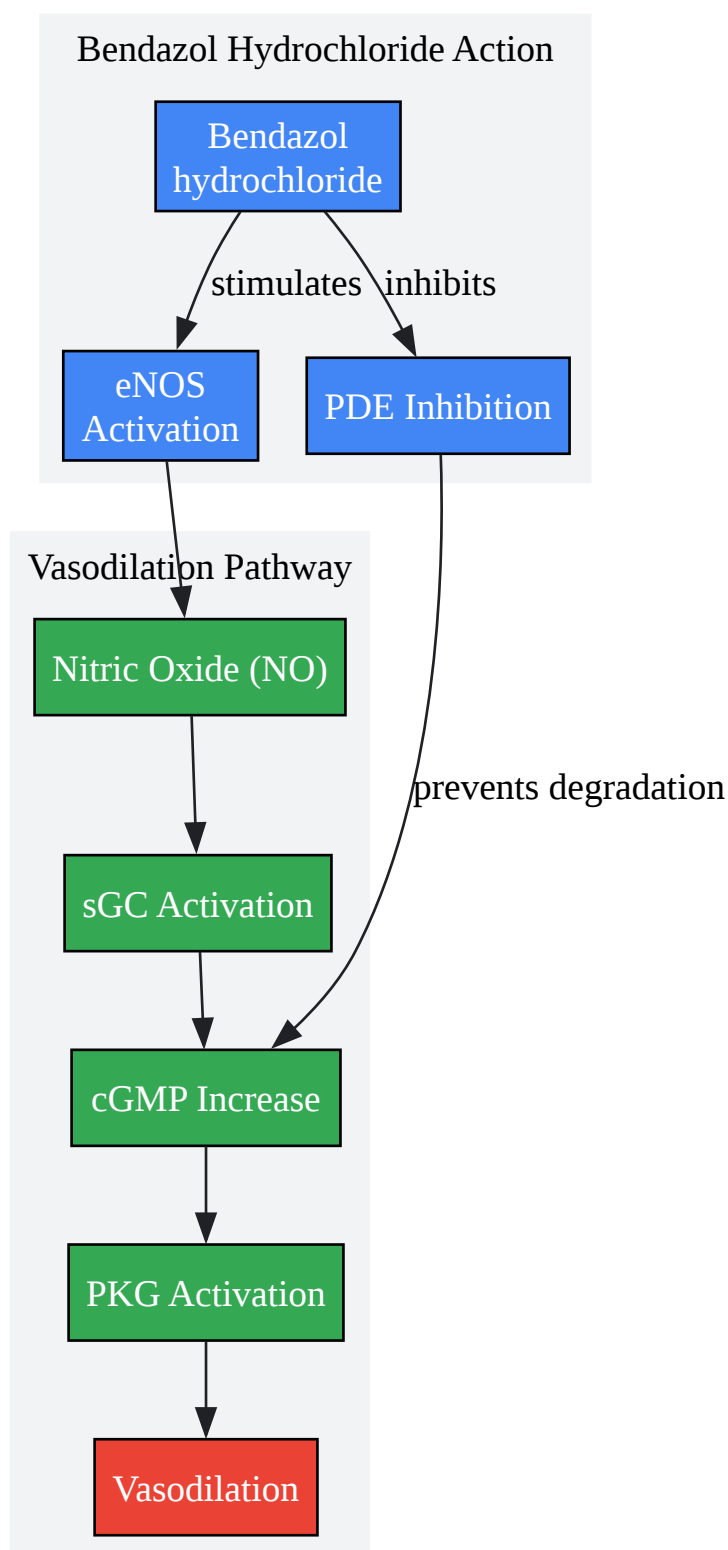 Bendazol Hydrochloride Action
Bendazol
hydrochloride
stimulates
inhibits
eNOS
Activation
PDE Inhibition
Vasodilation Pathway
Nitric Oxide (NO)
prevents degradation
sGC Activation
cGMP Increase
PKG Activation
Vasodilation